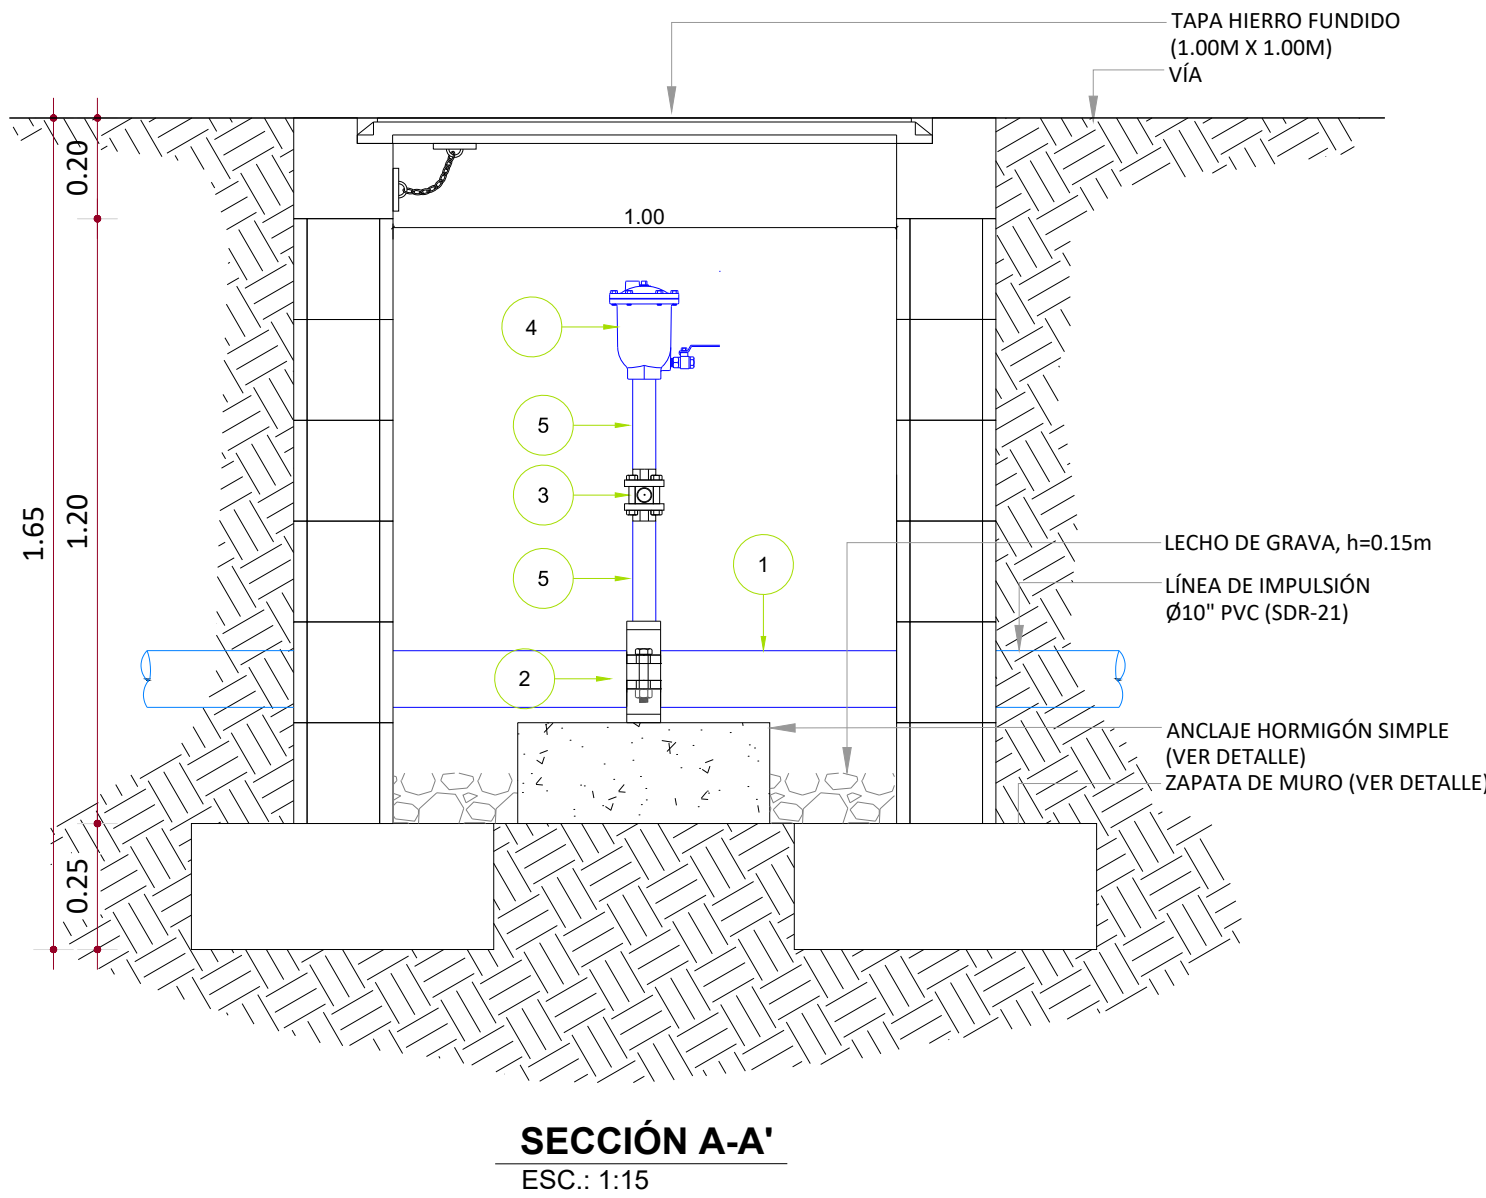 TAPA HIERRO FUNDIDO
(1.00M X 1.00M)
VÍA
0.20
1.00
4
5
3
1.65
1.20
5
1
LECHO DE GRAVA, h=0.15m
LÍNEA DE IMPULSIÓN
Ø10" PVC (SDR-21)
2
ANCLAJE HORMIGÓN SIMPLE
(VER DETALLE)
ZAPATA DE MURO (VER DETALLE)
0.25
SECCIÓN A-A'
ESC.: 1:15